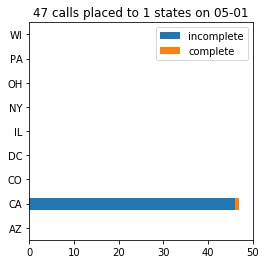 47 calls placed to 1 states on 05-01
incomplete
complete
WI
PA
OH
NY
IL
DC
CO
CA
AZ
0 10 20 30 40 50